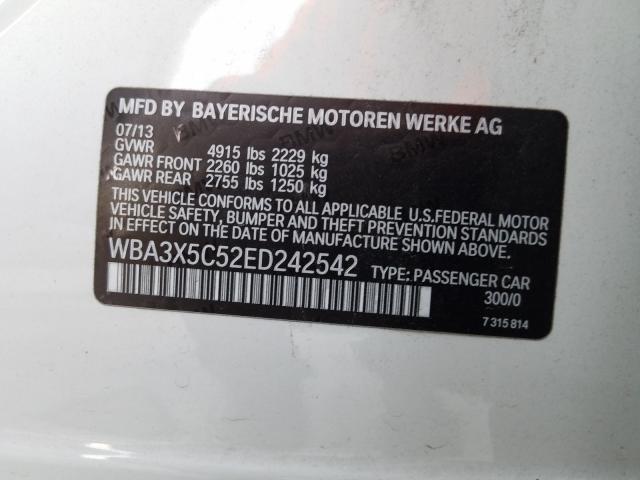 MFD BY BAYERISCHE MOTOREN WERKE AG
07/13
GVWR 4915 lbs 2229 kg
GAWR FRONT 2260 lbs 1025 kg
GAWR REAR 2755 lbs 1250 kg
THIS VEHICLE CONFORMS TO ALL APPLICABLE U.S.FEDERAL MOTOR
VEHICLE SAFETY, BUMPER AND THEFT PREVENTION STANDARDS
IN EFFECT ON THE DATE OF MANUFACTURE SHOWN ABOVE.
WBA3X5C52ED242542 TYPE: PASSENGER CAR
300/0
7 315 814